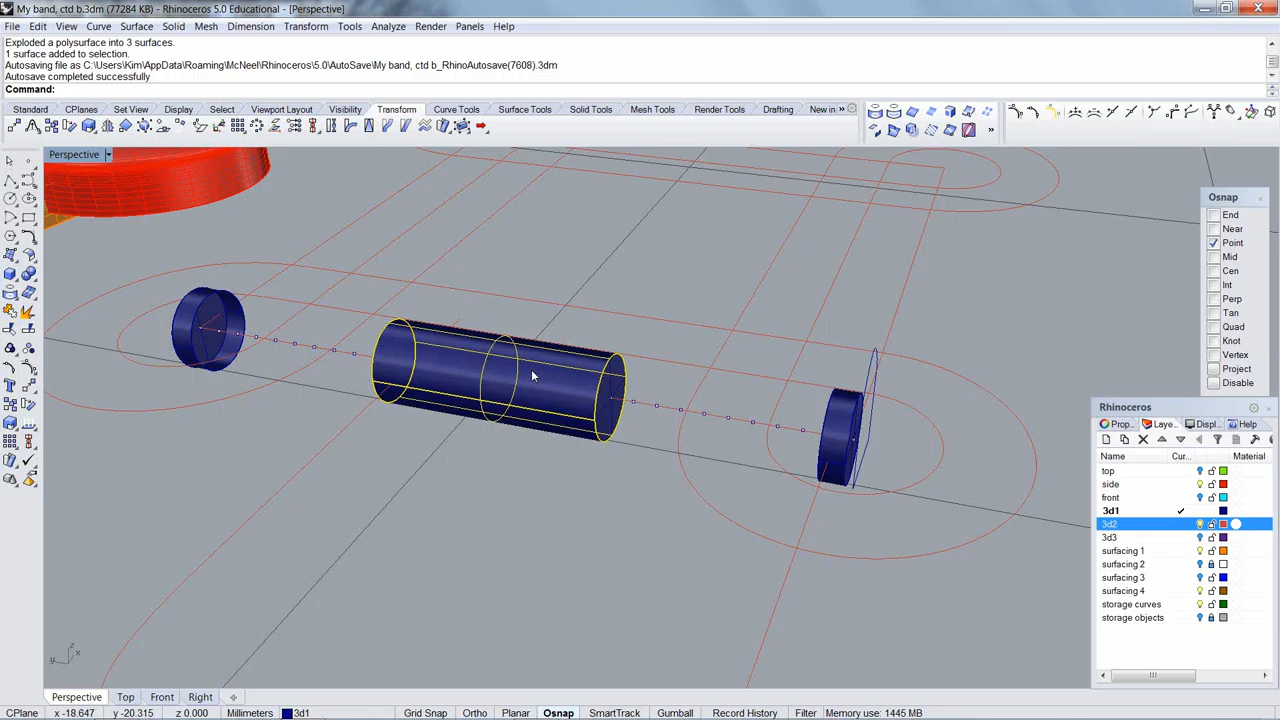 My band, ctd b.3dm (77284 KB) - Rhinoceros 5.0 Educational - [Perspective]
File Edit View Curve Surface Solid Mesh Dimension Transform Tools Analyze Render Panels Help
Exploded a polysurface into 3 surfaces.
1 surface added to selection.
Autosaving file as C:\Users\Kim\AppData\Roaming\McNeel\Rhinoceros\5.0\AutoSave\My band, ctd b_RhinoAutosave(7608).3dm
Autosave completed successfully
Command:
Standard CPlanes Set View Display Select Viewport Layout Visibility Transform Curve Tools Surface Tools Solid Tools Mesh Tools Render Tools Drafting New in
Perspective
Osnap
End
Near
Point
Mid
Cen
Int
Perp
Tan
Quad
Knot
Vertex
Project
Disable
Rhinoceros
Prop... Laye... Displ... Help
Name Cur... Material
top
side
front
3d1
3d2
3d3
surfacing 1
surfacing 2
surfacing 3
surfacing 4
storage curves
storage objects
z
y x
Perspective Top Front Right
CPlane x -18.647 y -20.315 z 0.000 Millimeters 3d1 Grid Snap Ortho Planar Osnap SmartTrack Gumball Record History Filter Memory use: 1445 MB